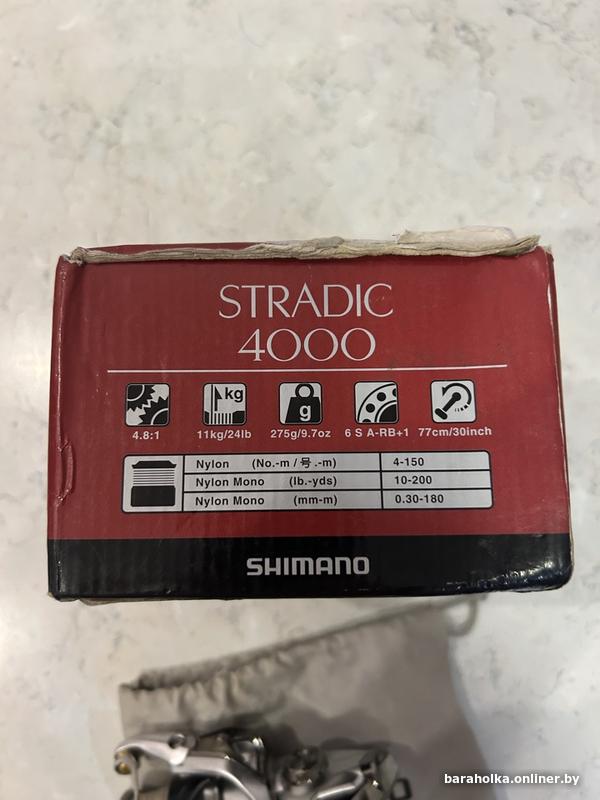 STRADIC
4000
kg
g
4.8:1 11kg/24lb 275g/9.7oz 6 S A-RB+1 77cm/30inch
Nylon (No.-m / 号.-m) 4-150
Nylon Mono (lb.-yds) 10-200
Nylon Mono (mm-m) 0.30-180
SHIMANO
baraholka.onliner.by